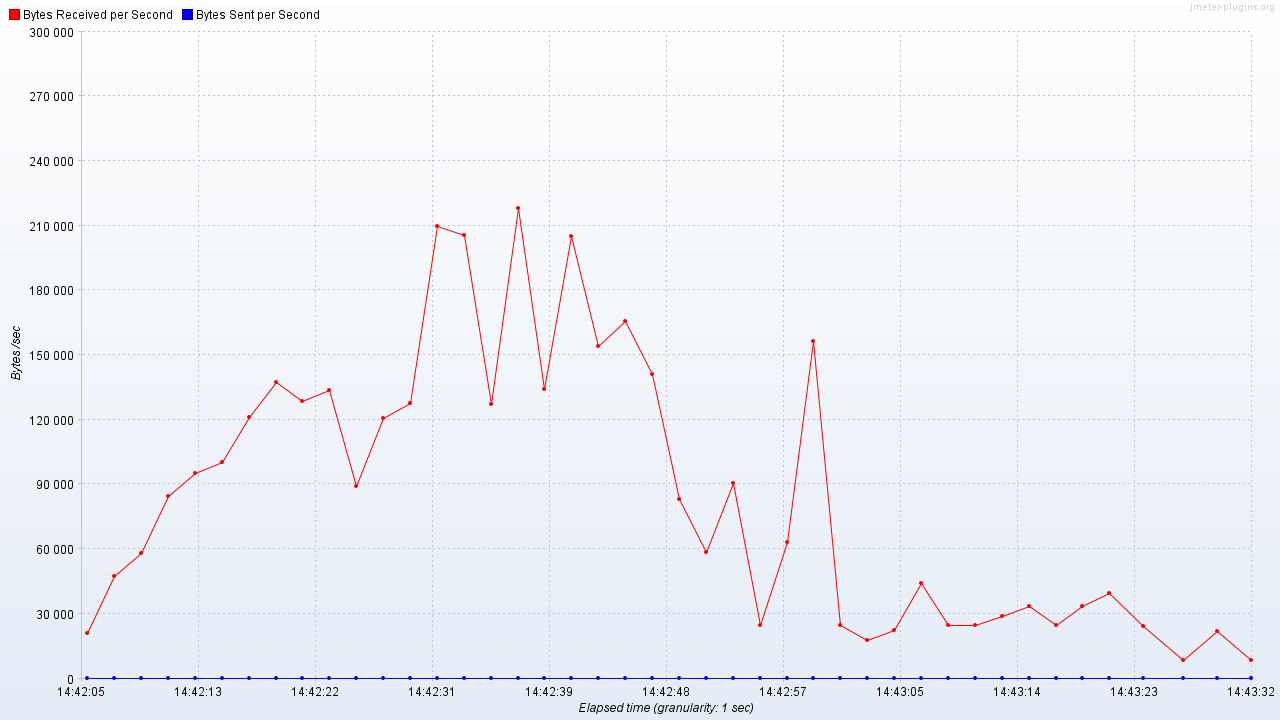 jmeter-plugins.org
Bytes Received per Second Bytes Sent per Second
300 000
270 000
240 000
210 000
180 000
150 000
120 000
90 000
60 000
30 000
0
Bytes /sec
14:42:05 14:42:13 14:42:22 14:42:31 14:42:39 14:42:48 14:42:57 14:43:05 14:43:14 14:43:23 14:43:32
Elapsed time (granularity: 1 sec)